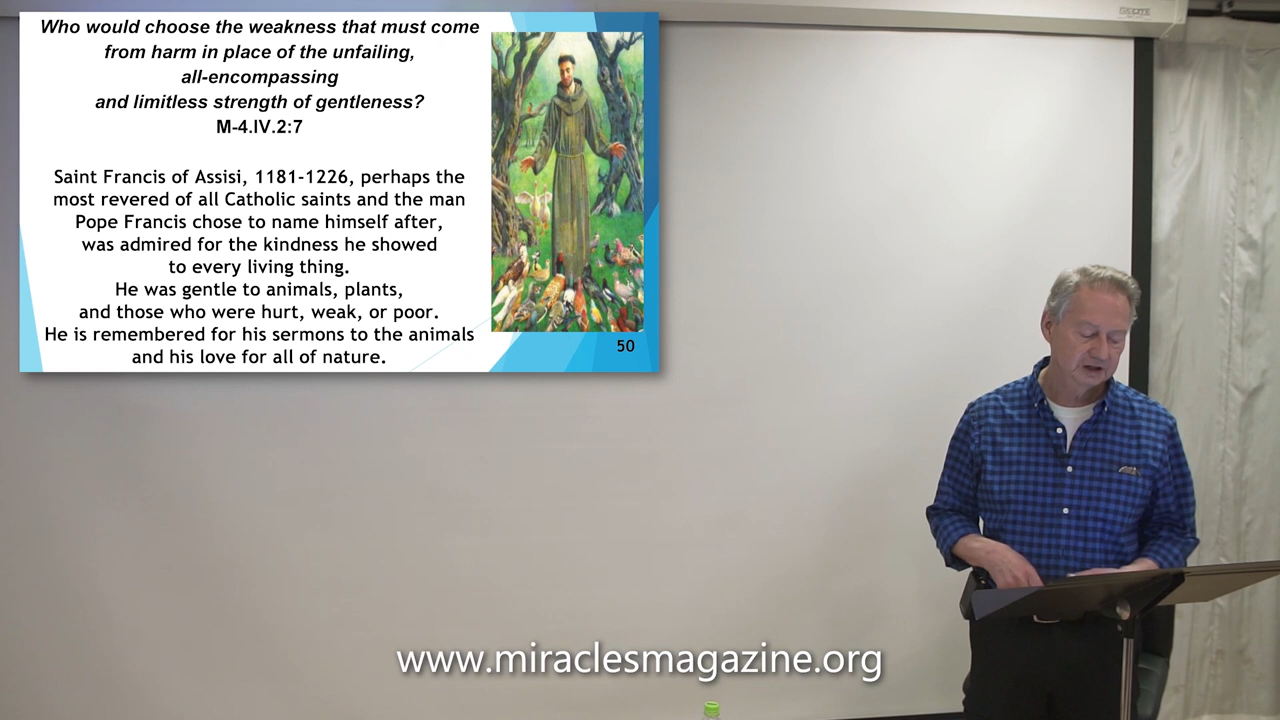 Who would choose the weakness that must come
from harm in place of the unfailing,
all-encompassing
and limitless strength of gentleness?
M-4.IV.2:7
Saint Francis of Assisi, 1181-1226, perhaps the
most revered of all Catholic saints and the man
Pope Francis chose to name himself after,
was admired for the kindness he showed
to every living thing.
He was gentle to animals, plants,
and those who were hurt, weak, or poor.
He is remembered for his sermons to the animals
and his love for all of nature.
50
www.miraclesmagazine.org